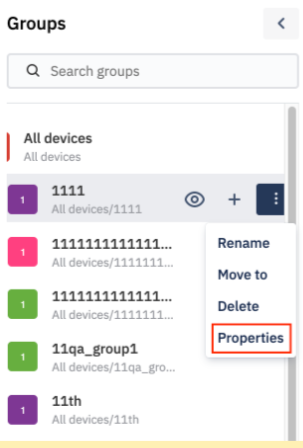 Groups
Search groups
All devices
All devices
1
1111
All devices/1111
1
1111111111111...
All devices/1111111...
1
1111111111111...
All devices/1111111...
1
11qa_group1
All devices/11qa_gro...
1
11th
All devices/11th
Rename
Move to
Delete
Properties